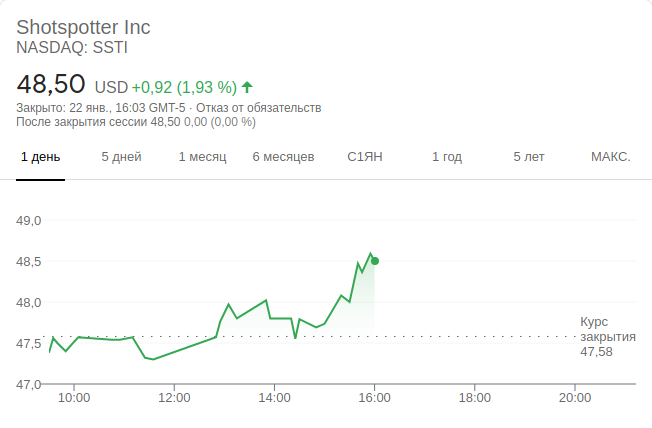 Shotspotter Inc
NASDAQ: SSTI
48,50 USD +0,92 (1,93 %)
Закрыто: 22 янв., 16:03 GMT-5 · Отказ от обязательств
После закрытия сессии 48,50 0,00 (0,00 %)
1 день 5 дней 1 месяц 6 месяцев С1ЯН 1 год 5 лет МАКС.
49,0
48,5
48,0
47,5
47,0
Курс
закрытия
47,58
10:00 12:00 14:00 16:00 18:00 20:00